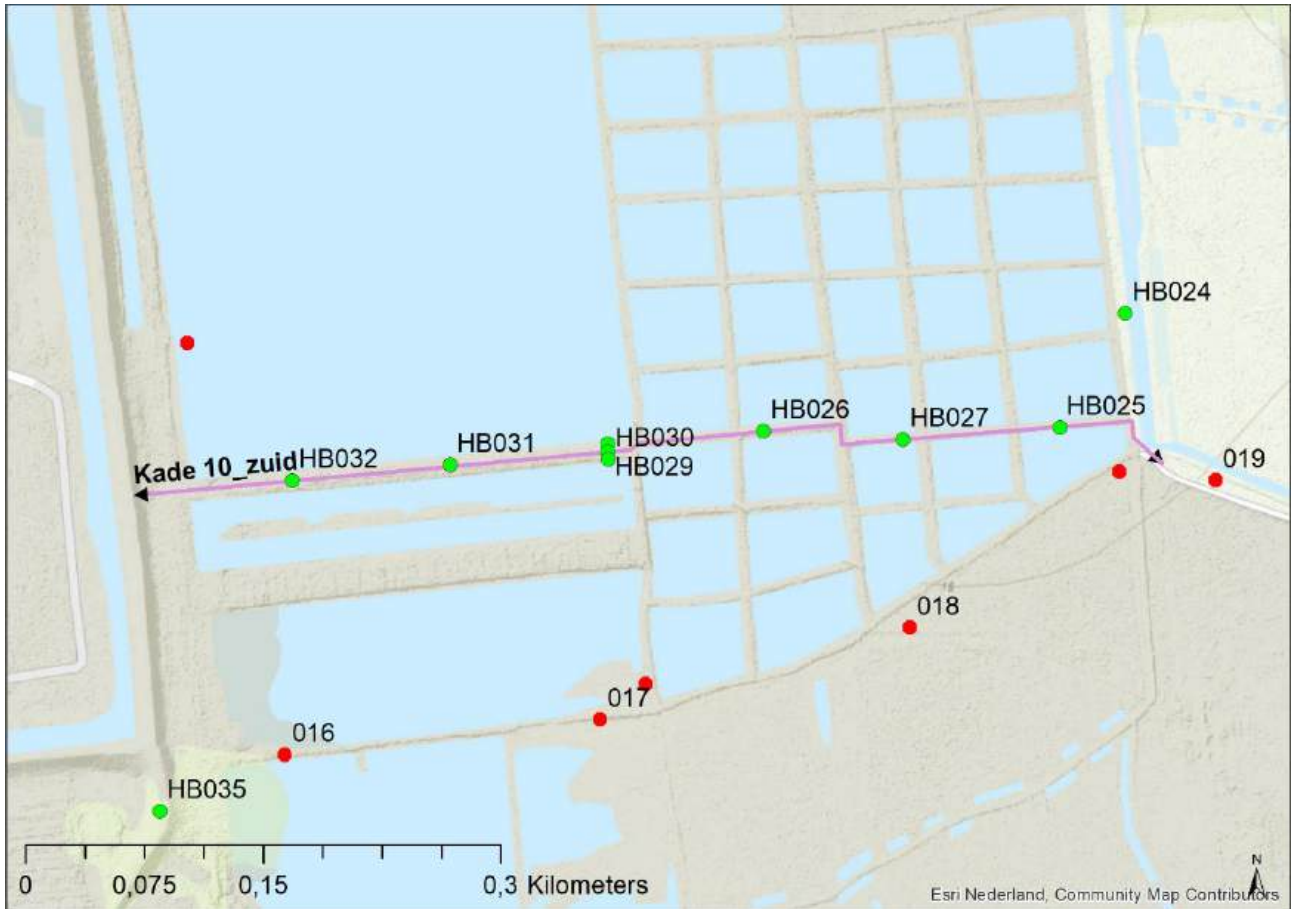 HB024
HB026
HB027
HB025
HB030
HB031
HB029
HB032
Kade 10_zuid
019
018
017
016
HB035
0 0,075 0,15 0,3 Kilometers
N
Esri Nederland, Community Map Contributors